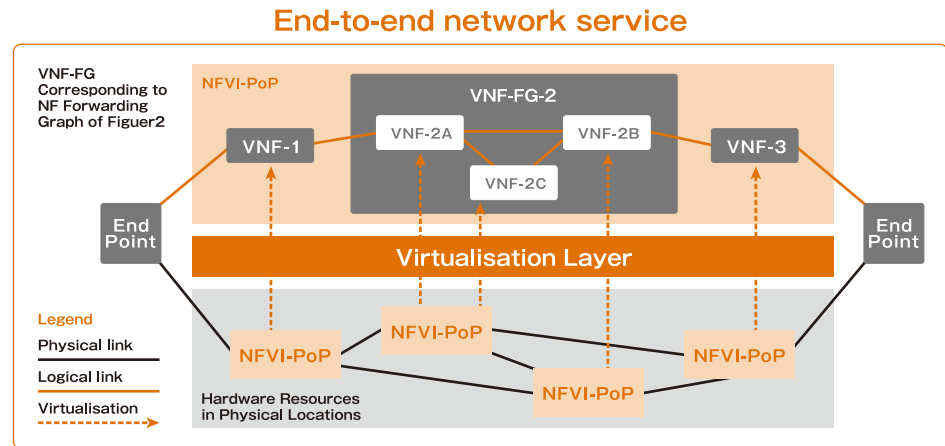 End-to-end network service
VNF-FG
Corresponding to
NF Forwarding
Graph of Figuer2
NFVI-PoP
VNF-FG-2
VNF-1
VNF-2A
VNF-2B
VNF-3
VNF-2C
End
Point
End
Point
Virtualisation Layer
Legend
Physical link
Logical link
Virtualisation
NFVI-PoP
NFVI-PoP
NFVI-PoP
NFVI-PoP
Hardware Resources
in Physical Locations